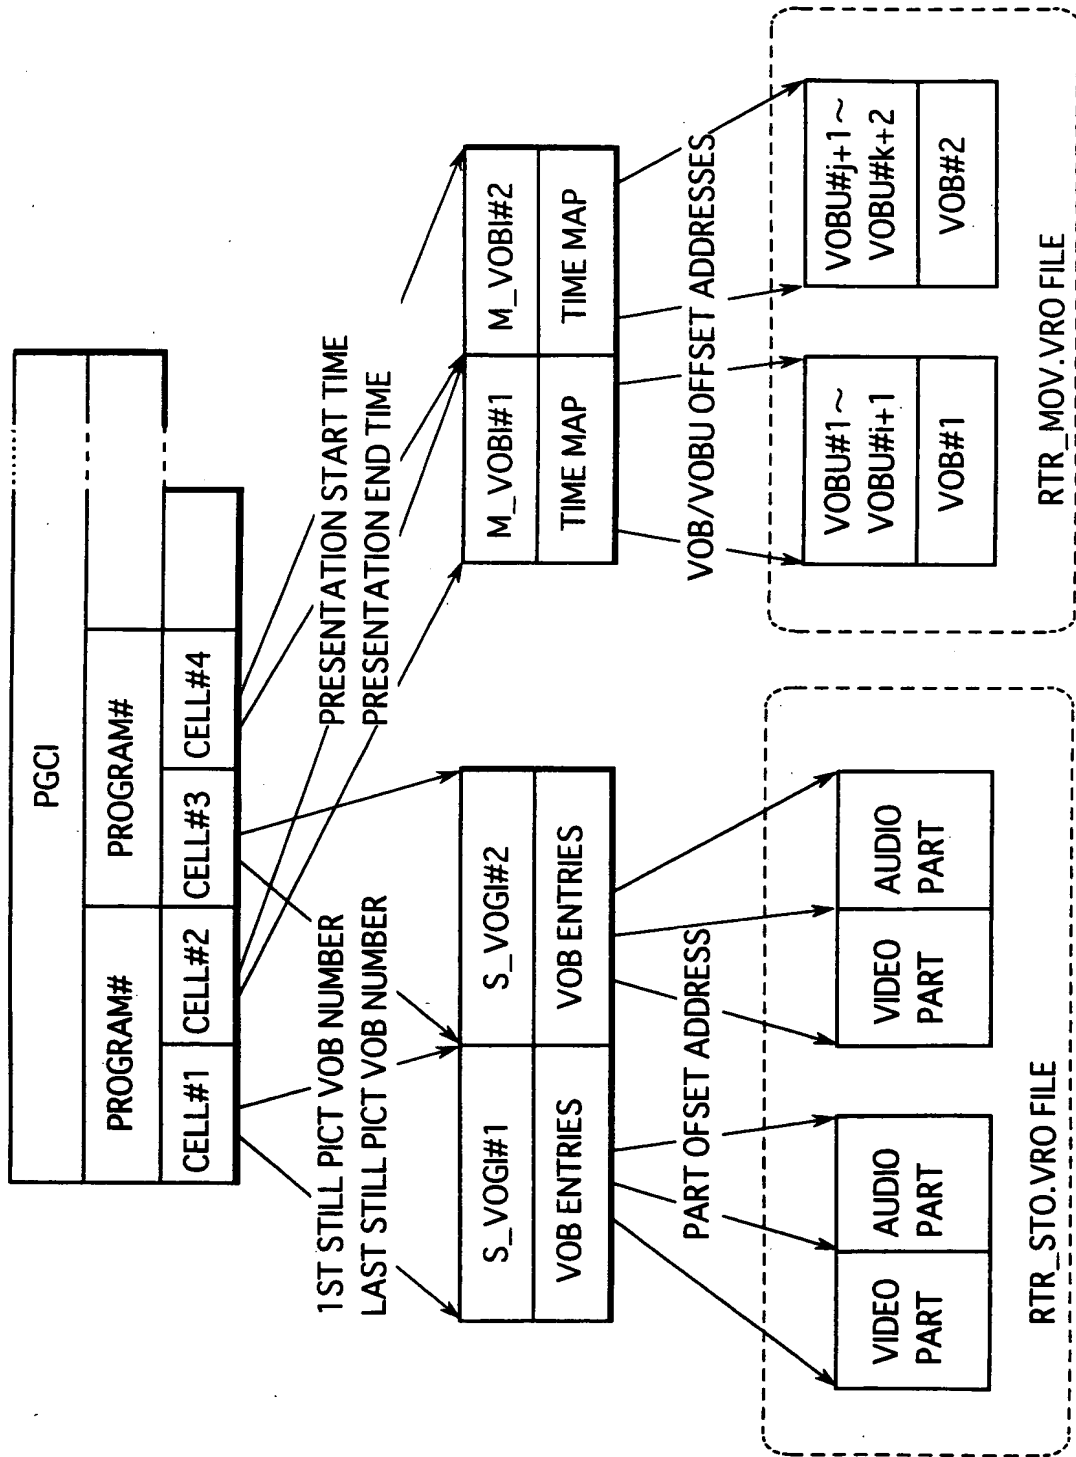 PGCI
PROGRAM#
PROGRAM#
CELL#1
CELL#2
CELL#3
CELL#4
1ST STILL PICT VOB NUMBER
LAST STILL PICT VOB NUMBER
PRESENTATION START TIME
PRESENTATION END TIME
S_VOGI#1
S_VOGI#2
VOB ENTRIES
VOB ENTRIES
M_VOBI#1
M_VOBI#2
TIME MAP
TIME MAP
PART OFSET ADDRESS
VOB/VOBU OFFSET ADDRESSES
VIDEO
PART
AUDIO
PART
VIDEO
PART
AUDIO
PART
VOBU#1~
VOBU#i+1
VOB#1
VOBU#j+1~
VOBU#k+2
VOB#2
RTR_STO.VRO FILE
RTR_MOV.VRO FILE